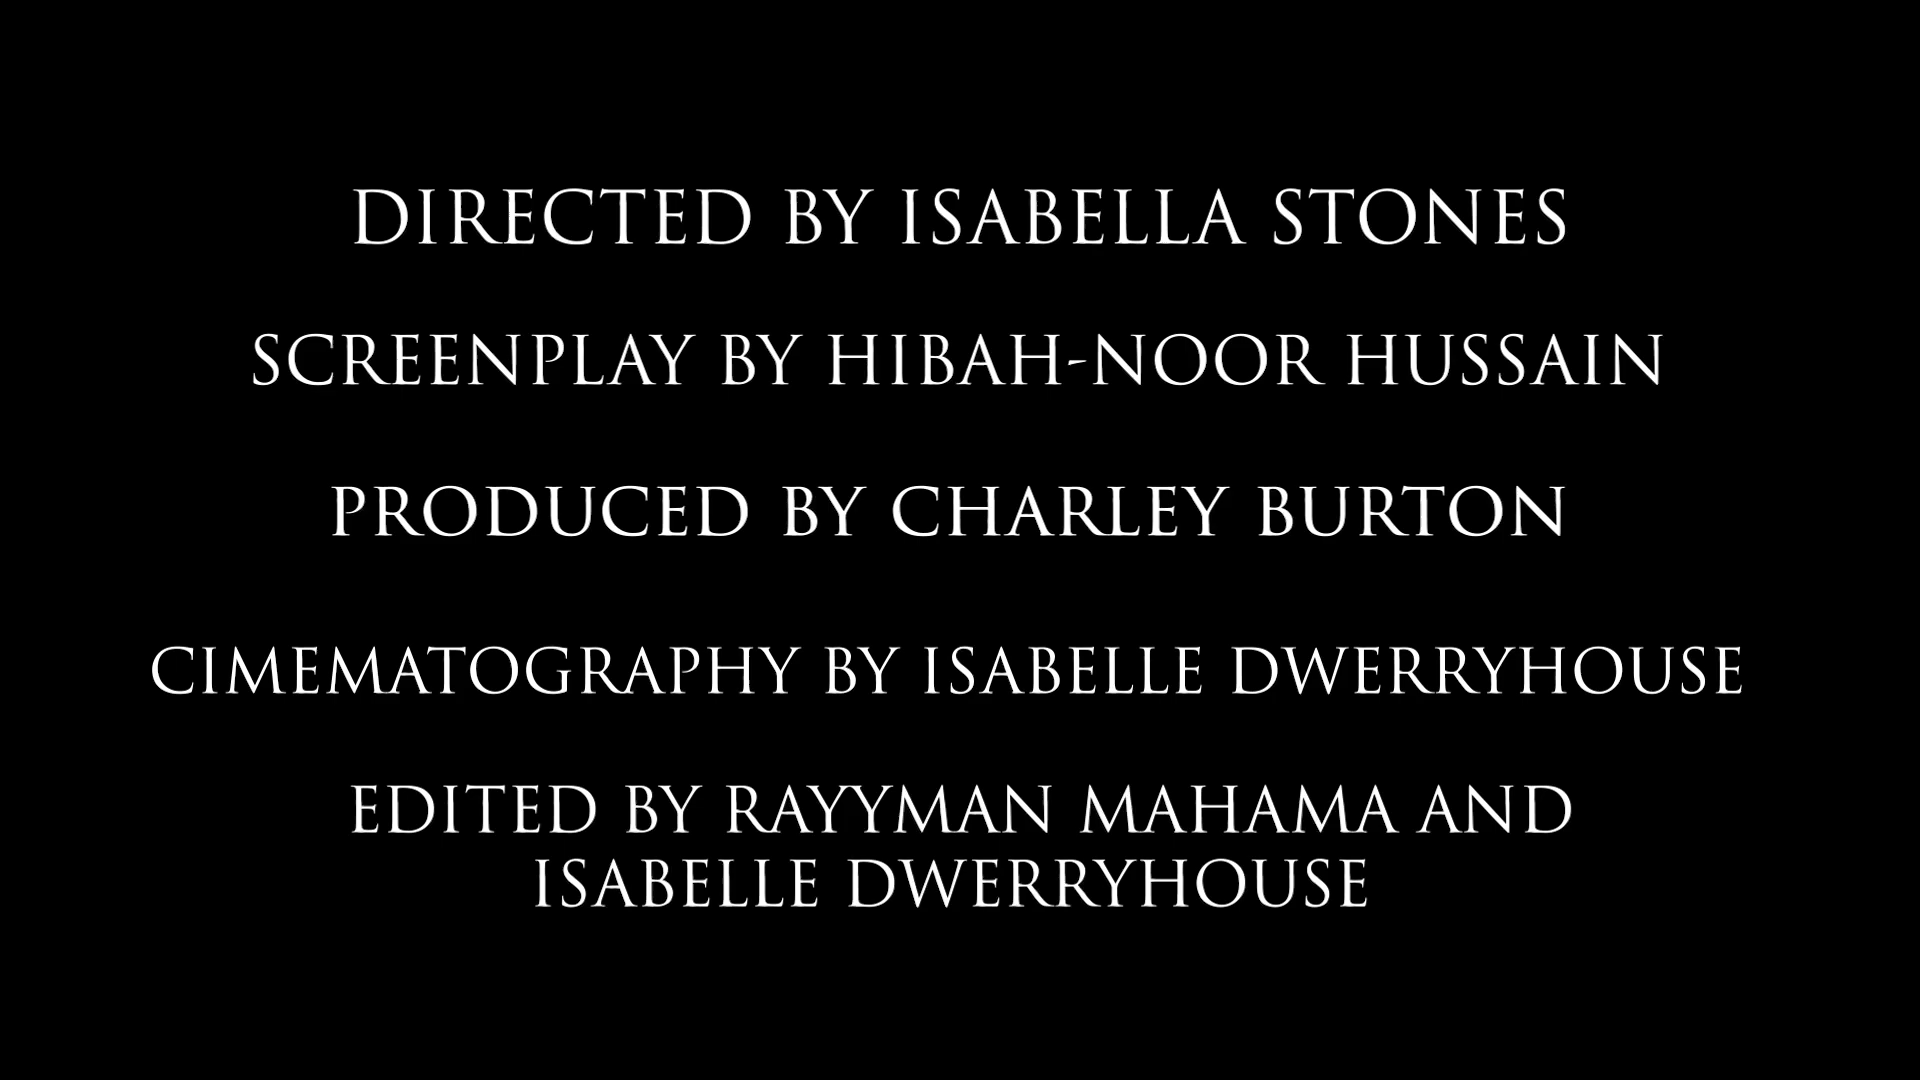 DIRECTED BY ISABELLA STONES
SCREENPLAY BY HIBAH-NOOR HUSSAIN
PRODUCED BY CHARLEY BURTON
CIMEMATOGRAPHY BY ISABELLE DWERRYHOUSE
EDITED BY RAYYMAN MAHAMA AND
ISABELLE DWERRYHOUSE